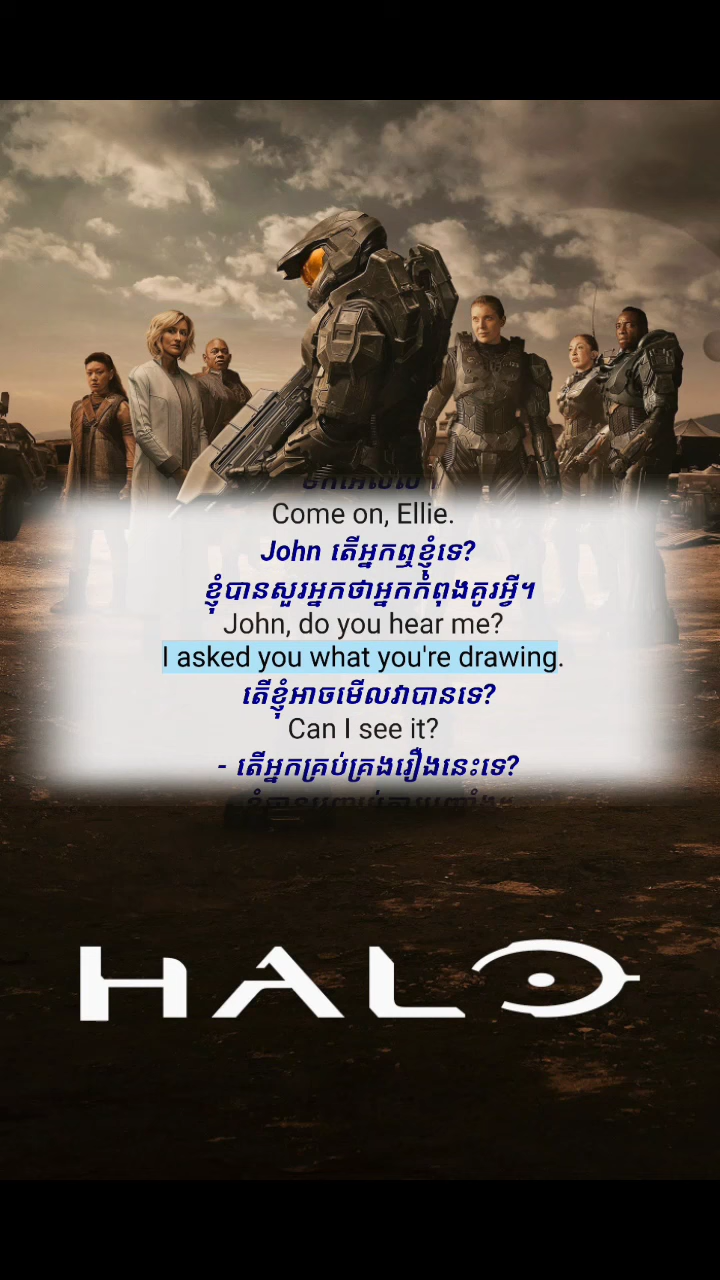 Come on, Ellie.
John តើអ្នកឮខ្ញុំទេ?
ខ្ញុំបានសួរអ្នកថាអ្នកកំពុងគូរអ្វី។
John, do you hear me?
I asked you what you're drawing.
តើខ្ញុំអាចមើលវាបានទេ?
Can I see it?
- តើអ្នកគ្រប់គ្រងរឿងនេះទេ?
HALO